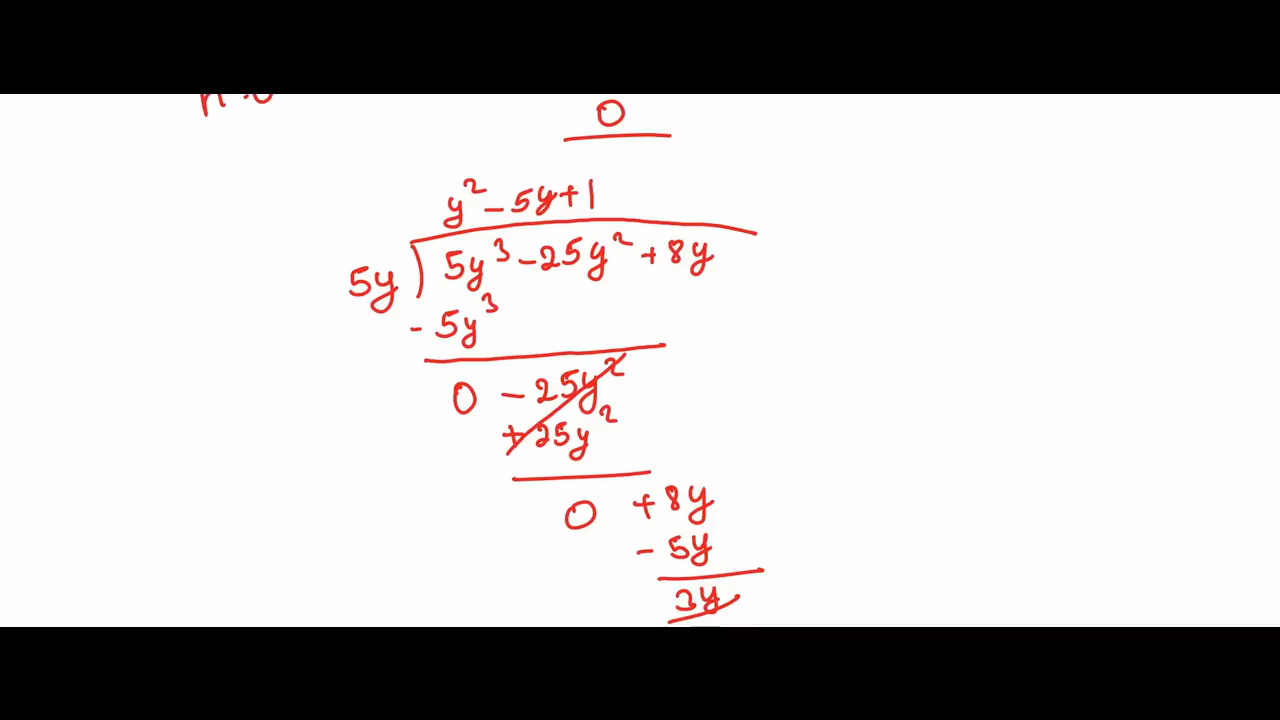 0
y² - 5y + 1
5y ) 5y³ - 25y² + 8y
- 5y³
0 - 25y²
+ 25y²
0 + 8y
- 5y
3y